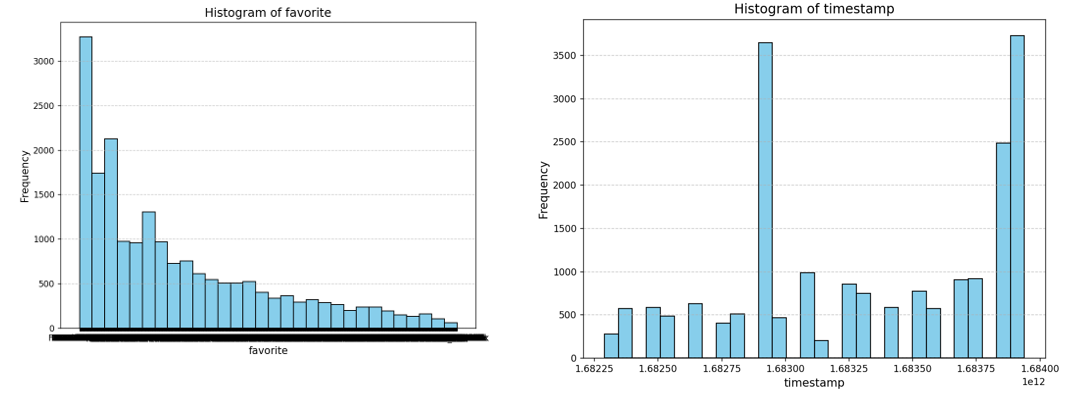 Histogram of favorite
Frequency
3000
2500
2000
1500
1000
500
0
favorite
Histogram of timestamp
Frequency
3500
3000
2500
2000
1500
1000
500
0
1.68225 1.68250 1.68275 1.68300 1.68325 1.68350 1.68375 1.68400
1e12
timestamp